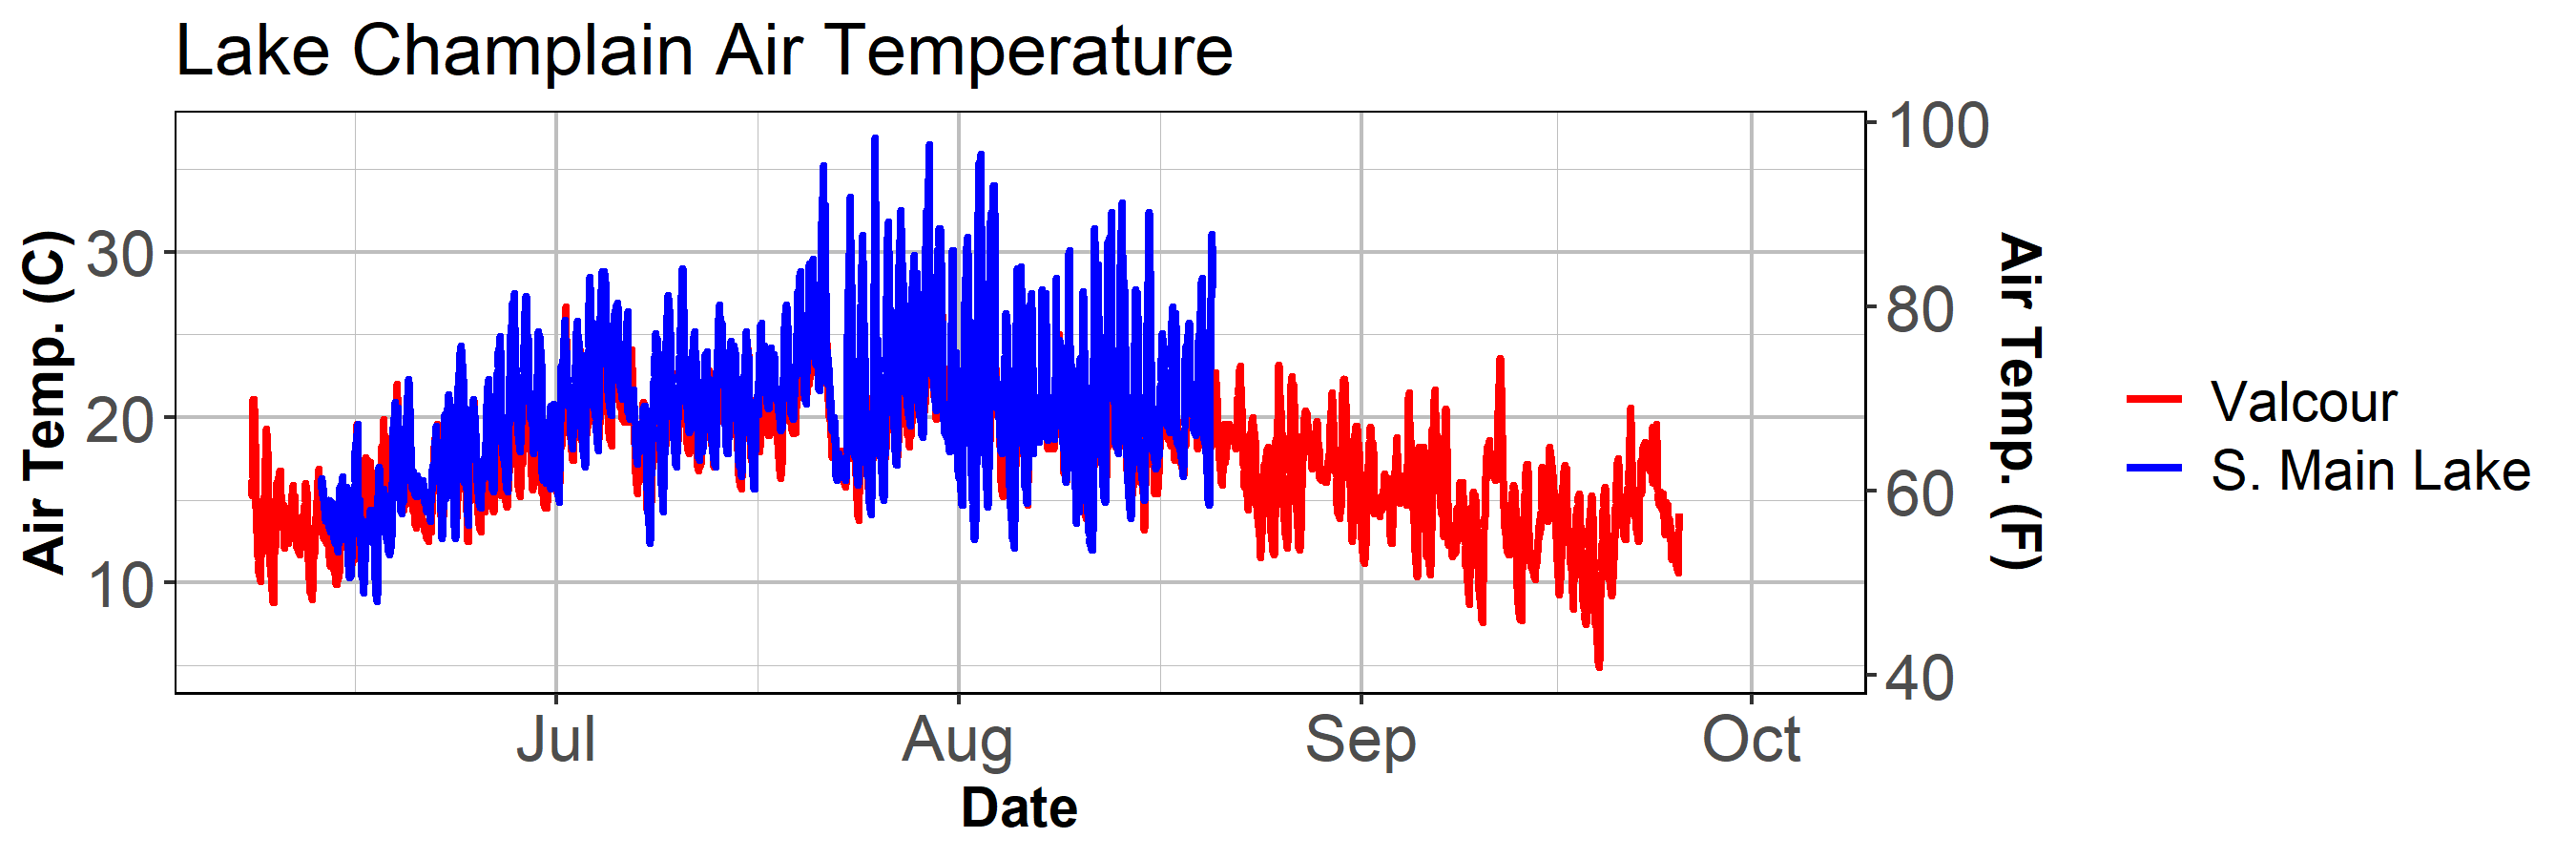 Lake Champlain Air Temperature
Air Temp. (C)
30
20
10
100
80
60
40
Air Temp. (F)
Jul
Aug
Sep
Oct
Date
Valcour
S. Main Lake